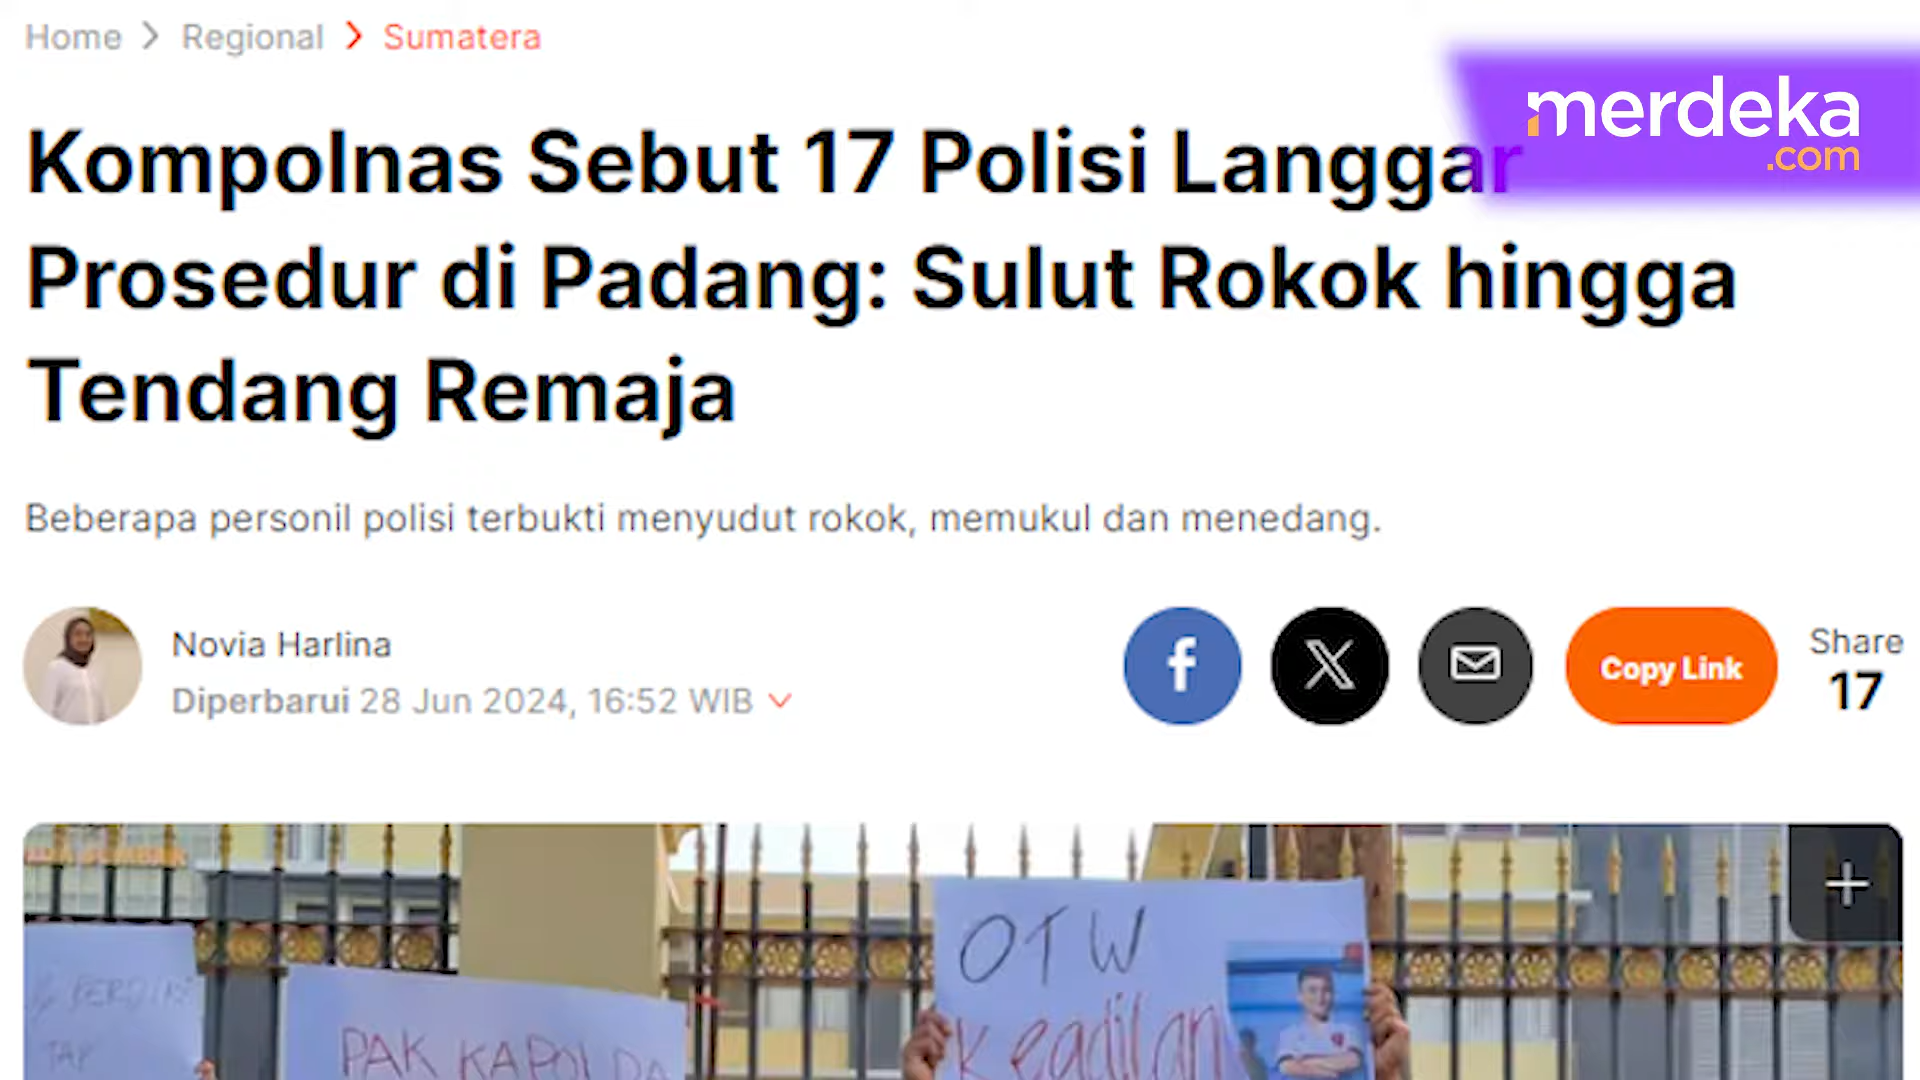 Home > Regional > Sumatera
merdeka
.com
Kompolnas Sebut 17 Polisi Langgar
Prosedur di Padang: Sulut Rokok hingga
Tendang Remaja
Beberapa personil polisi terbukti menyudut rokok, memukul dan menedang.
Novia Harlina
Diperbarui 28 Jun 2024, 16:52 WIB
Copy Link
Share
17
OTW
Keadilan
PAK KAPOLDA
TAP